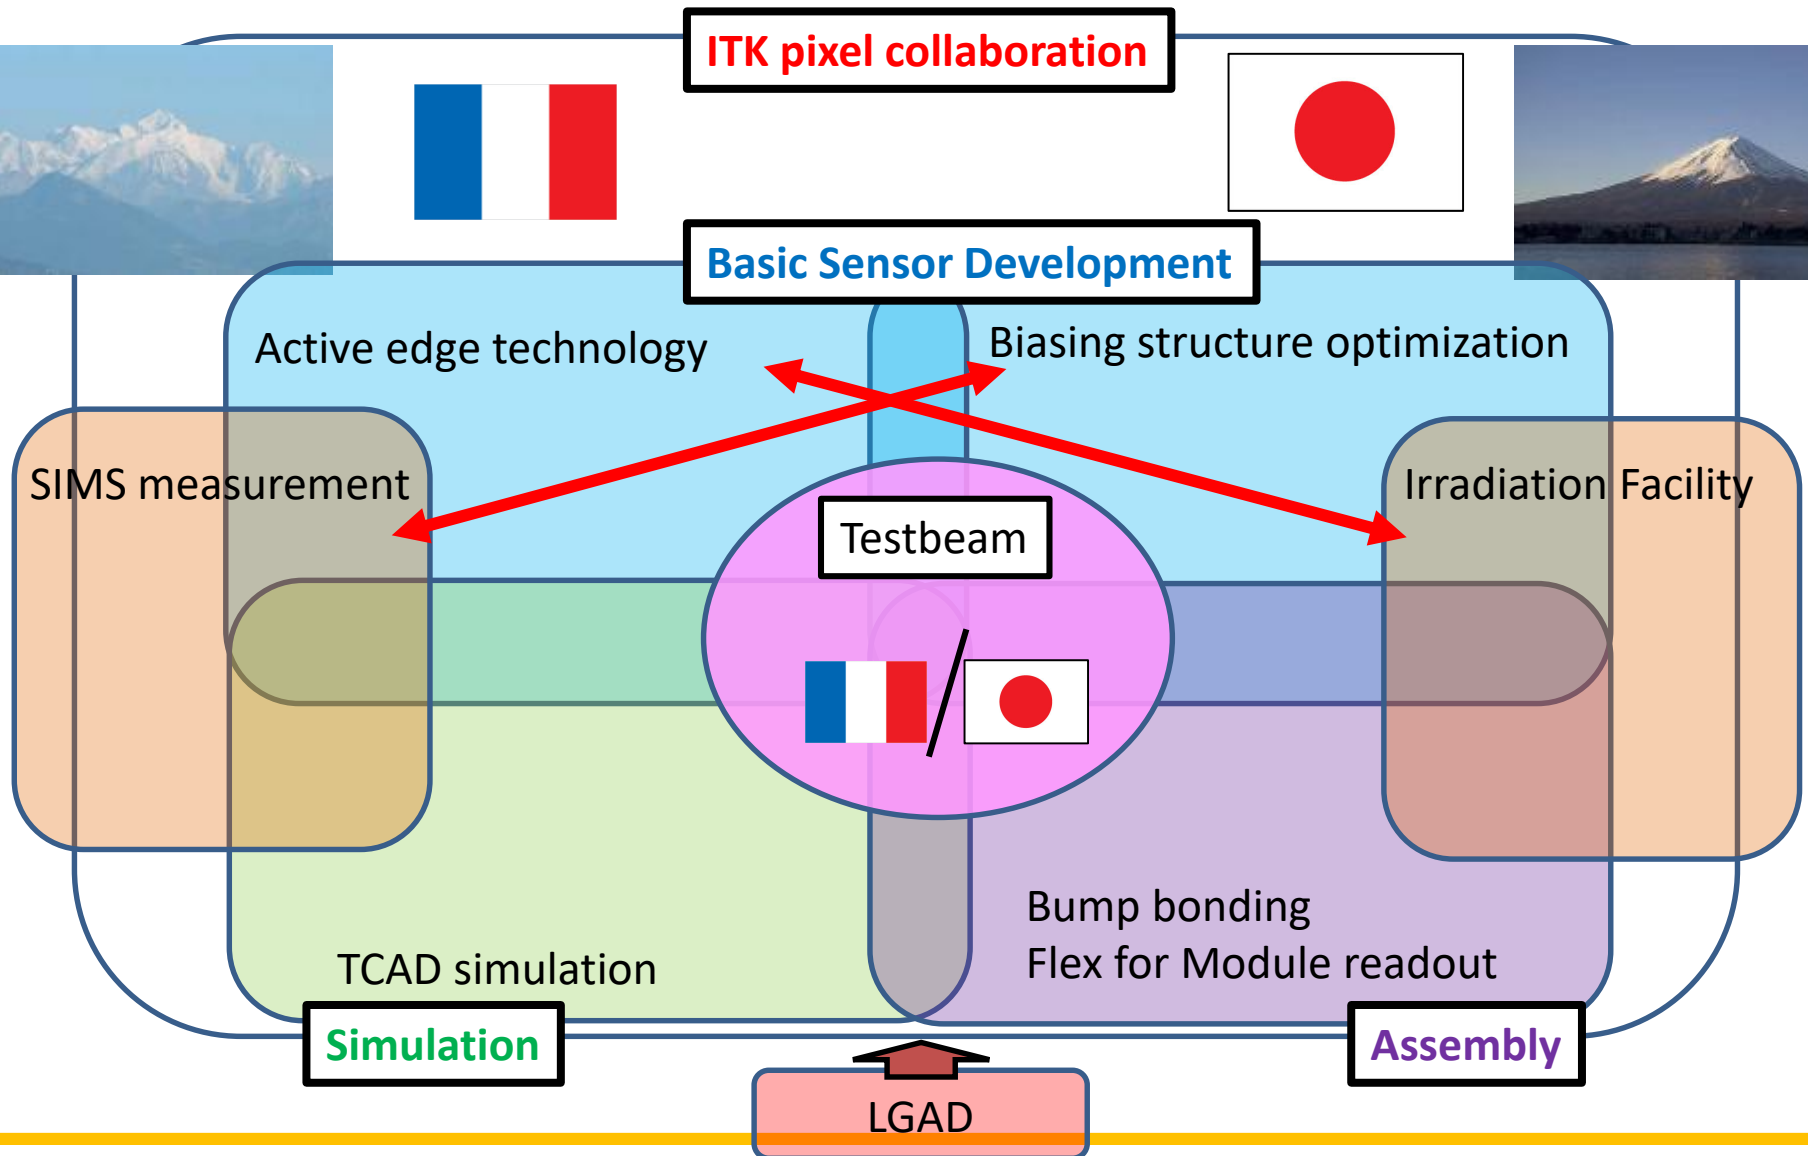 ITK pixel collaboration
Basic Sensor Development
Active edge technology
Biasing structure optimization
SIMS measurement
Irradiation Facility
Testbeam
Bump bonding
Flex for Module readout
TCAD simulation
Simulation
Assembly
LGAD